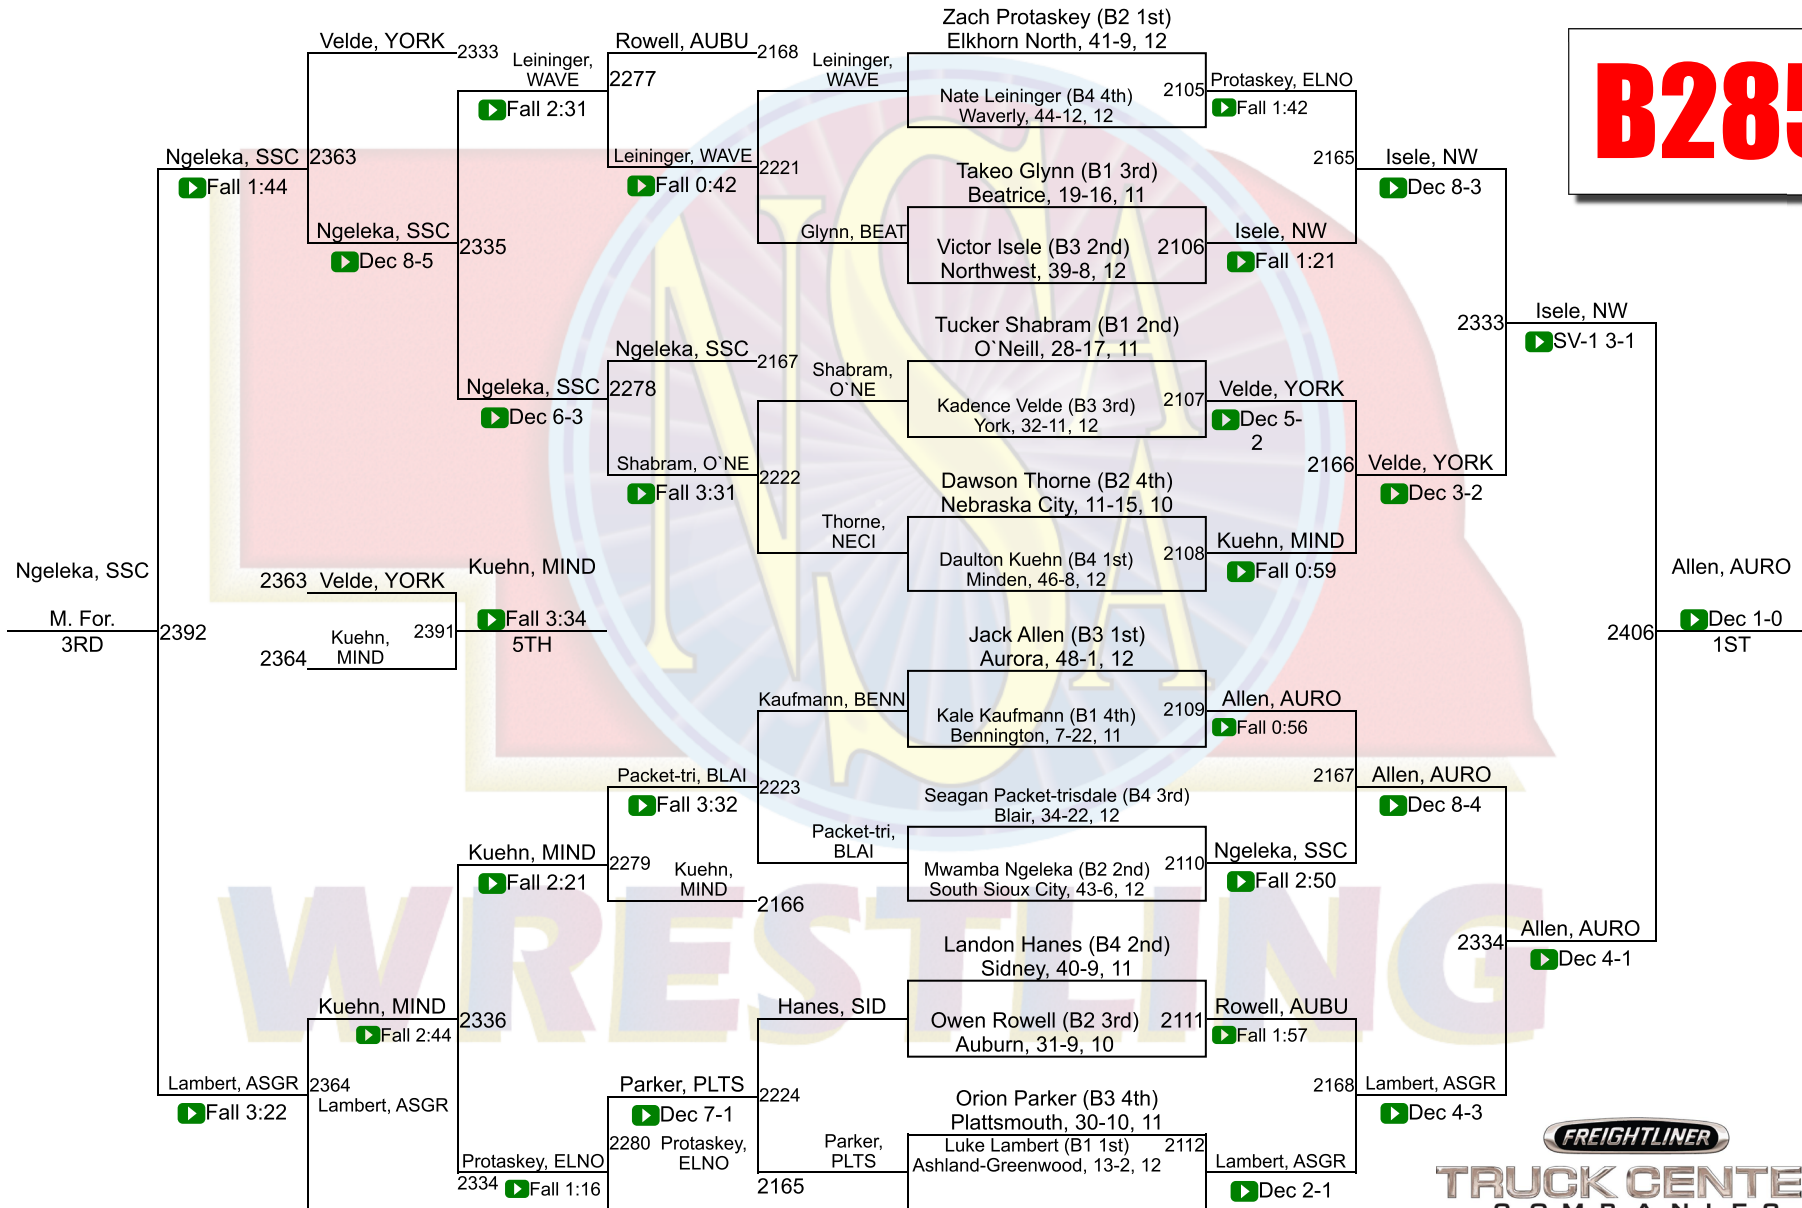 Zach Protaskey (B2 1st)
Elkhorn North, 41-9, 12
Velde, YORK
2333
Leininger,
WAVE
Rowell, AUBU
2168
Leininger,
WAVE
2277
Fall 2:31
Nate Leininger (B4 4th)
Waverly, 44-12, 12
2105
Protaskey, ELNO
Fall 1:42
B285
Ngeleka, SSC
2363
Fall 1:44
Leininger, WAVE
Fall 0:42
2221
Takeo Glynn (B1 3rd)
Beatrice, 19-16, 11
2165
Isele, NW
Dec 8-3
Ngeleka, SSC
2335
Dec 8-5
Glynn, BEAT
Victor Isele (B3 2nd)
Northwest, 39-8, 12
2106
Isele, NW
Fall 1:21
Tucker Shabram (B1 2nd)
O`Neill, 28-17, 11
2333
Isele, NW
SV-1 3-1
Ngeleka, SSC
2167
Shabram,
O`NE
Ngeleka, SSC
2278
Dec 6-3
Kadence Velde (B3 3rd)
York, 32-11, 12
2107
Velde, YORK
Dec 5-
2
Shabram, O`NE
Fall 3:31
2222
Dawson Thorne (B2 4th)
Nebraska City, 11-15, 10
2166
Velde, YORK
Dec 3-2
Thorne,
NECI
Daulton Kuehn (B4 1st)
Minden, 46-8, 12
2108
Kuehn, MIND
Fall 0:59
NSAA
Ngeleka, SSC
M. For.
3RD
2392
2363
Velde, YORK
2364
Kuehn,
MIND
2391
Kuehn, MIND
Fall 3:34
5TH
Jack Allen (B3 1st)
Aurora, 48-1, 12
2406
Allen, AURO
Dec 1-0
1ST
Kaufmann, BENN
Kale Kaufmann (B1 4th)
Bennington, 7-22, 11
2109
Allen, AURO
Fall 0:56
Packet-tri, BLAI
Fall 3:32
2223
Seagan Packet-trisdale (B4 3rd)
Blair, 34-22, 12
2167
Allen, AURO
Dec 8-4
Kuehn, MIND
Fall 2:21
2279
Kuehn,
MIND
2166
Packet-tri,
BLAI
Mwamba Ngeleka (B2 2nd)
South Sioux City, 43-6, 12
2110
Ngeleka, SSC
Fall 2:50
WRESTLING
Landon Hanes (B4 2nd)
Sidney, 40-9, 11
2334
Allen, AURO
Dec 4-1
Kuehn, MIND
2336
Fall 2:44
Hanes, SID
Owen Rowell (B2 3rd)
Auburn, 31-9, 10
2111
Rowell, AUBU
Fall 1:57
Lambert, ASGR
2364
Fall 3:22
Lambert, ASGR
Parker, PLTS
Dec 7-1
2224
Orion Parker (B3 4th)
Plattsmouth, 30-10, 11
2168
Lambert, ASGR
Dec 4-3
Protaskey, ELNO
2334
Fall 1:16
2280
Protaskey,
ELNO
2165
Parker,
PLTS
Luke Lambert (B1 1st)
Ashland-Greenwood, 13-2, 12
2112
Lambert, ASGR
Dec 2-1
FREIGHTLINER
TRUCK CENTE